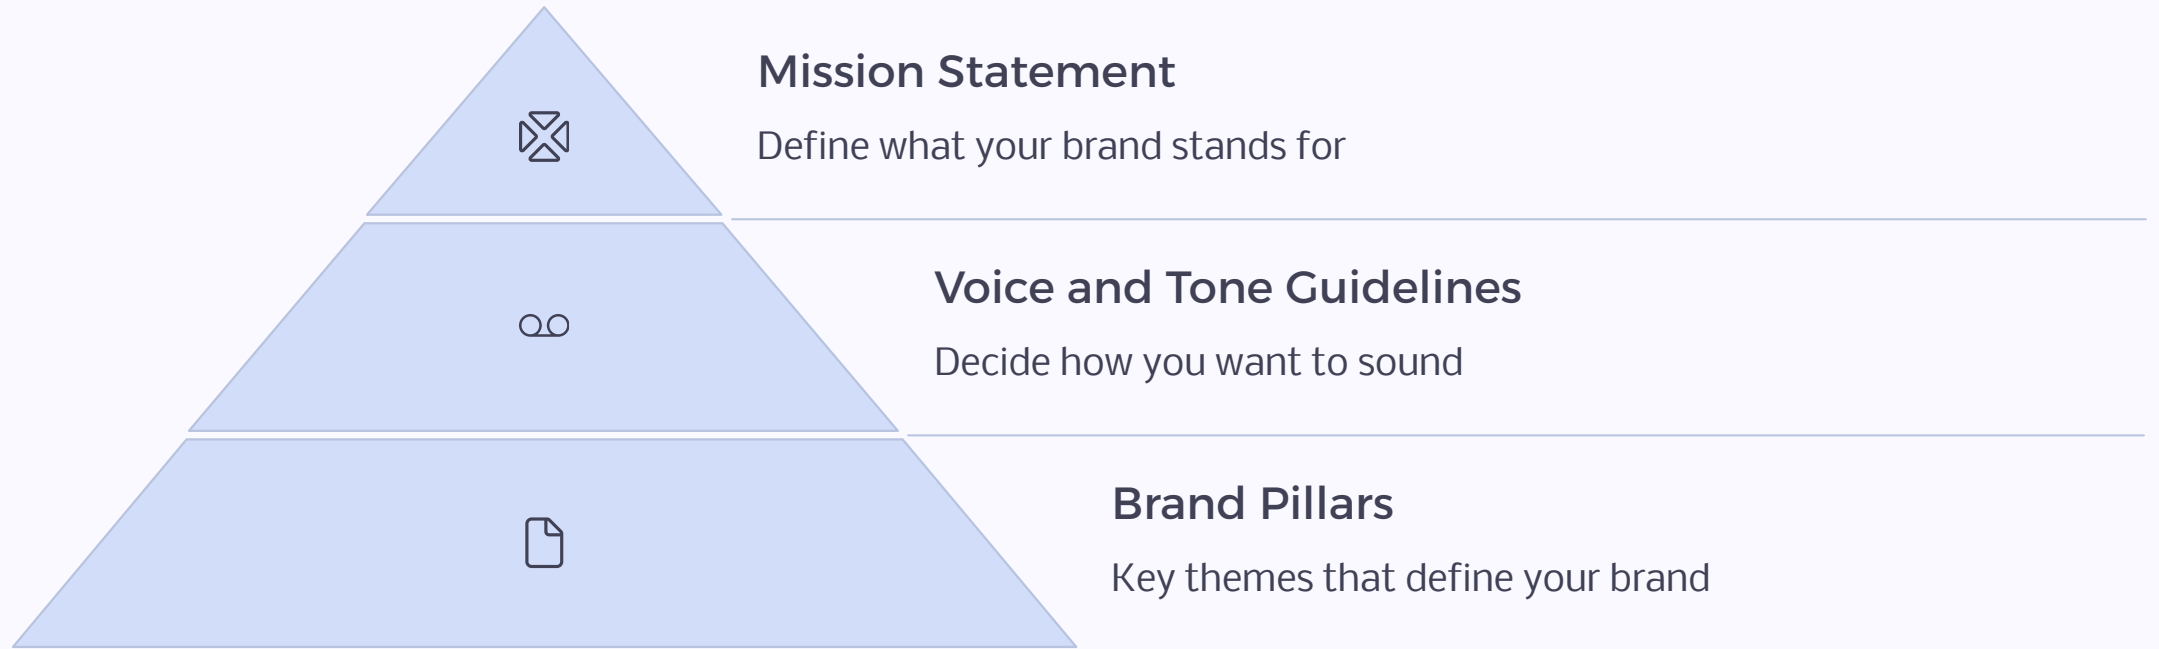 Mission Statement
Define what your brand stands for
Voice and Tone Guidelines
Decide how you want to sound
Brand Pillars
Key themes that define your brand